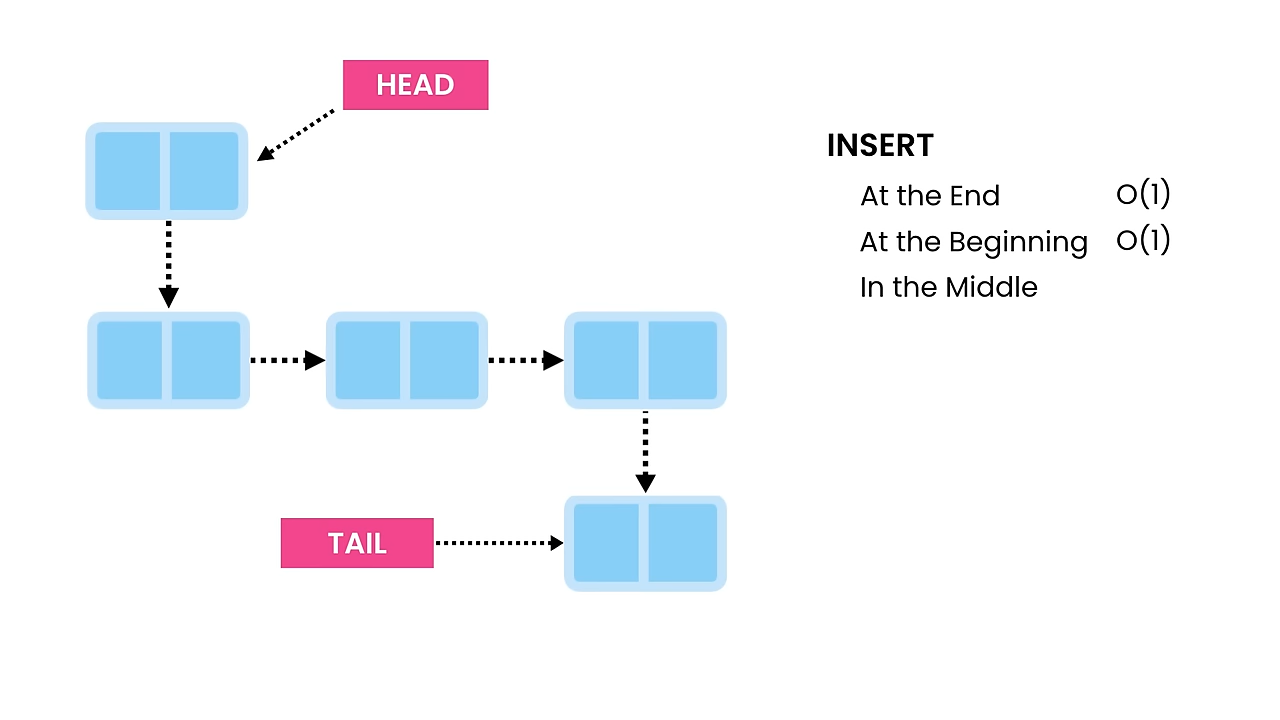 HEAD
INSERT
At the End O(1)
At the Beginning O(1)
In the Middle
TAIL